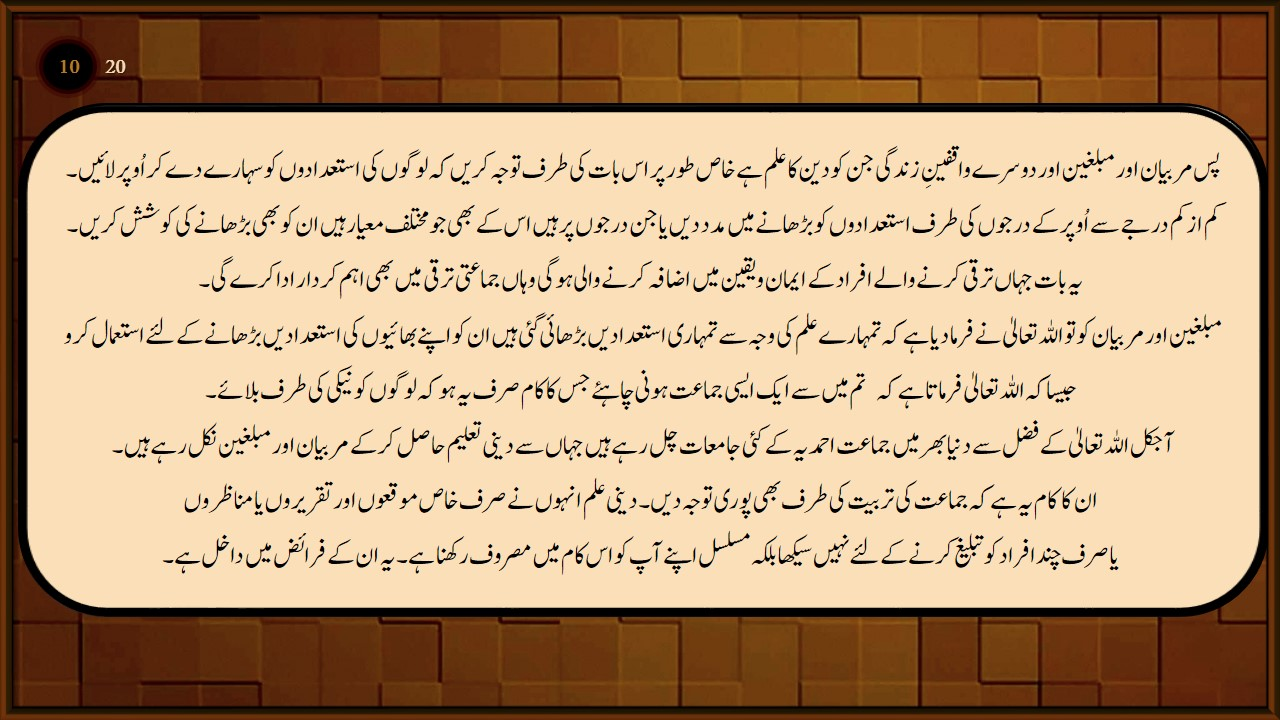 10 20
پس مربیان اور مبلغین اور دوسرے واقفینِ زندگی جن کو دین کا علم ہے خاص طور پر اس بات کی طرف توجہ کریں کہ لوگوں کی استعدادوں کو سہارے دے کر اُوپر لائیں۔
کم از کم درجے سے اُوپر کے درجوں کی طرف استعدادوں کو بڑھانے میں مدد دیں یا جن درجوں پر ہیں اس کے بھی جو مختلف معیار ہیں ان کو بھی بڑھانے کی کوشش کریں۔
یہ بات جہاں ترقی کرنے والے افراد کے ایمان و یقین میں اضافہ کرنے والی ہو گی وہاں جماعتی ترقی میں بھی اہم کردار ادا کرے گی۔
مبلغین اور مربیان کو تو اللہ تعالیٰ نے فرما دیا ہے کہ تمہارے علم کی وجہ سے تمہاری استعدادیں بڑھائی گئی ہیں ان کو اپنے بھائیوں کی استعدادیں بڑھانے کے لئے استعمال کرو
جیسا کہ اللہ تعالیٰ فرماتا ہے کہ تم میں سے ایک ایسی جماعت ہونی چاہئے جس کا کام صرف یہ ہو کہ لوگوں کو نیکی کی طرف بلائے۔
آجکل اللہ تعالیٰ کے فضل سے دنیا بھر میں جماعت احمدیہ کے کئی جامعات چل رہے ہیں جہاں سے دینی تعلیم حاصل کر کے مربیان اور مبلغین نکل رہے ہیں۔
ان کا کام یہ ہے کہ جماعت کی تربیت کی طرف بھی پوری توجہ دیں۔ دینی علم انہوں نے صرف خاص موقعوں اور تقریروں یا مناظروں
یا صرف چند افراد کو تبلیغ کرنے کے لئے نہیں سیکھا بلکہ مسلسل اپنے آپ کو اس کام میں مصروف رکھنا ہے۔ یہ ان کے فرائض میں داخل ہے۔